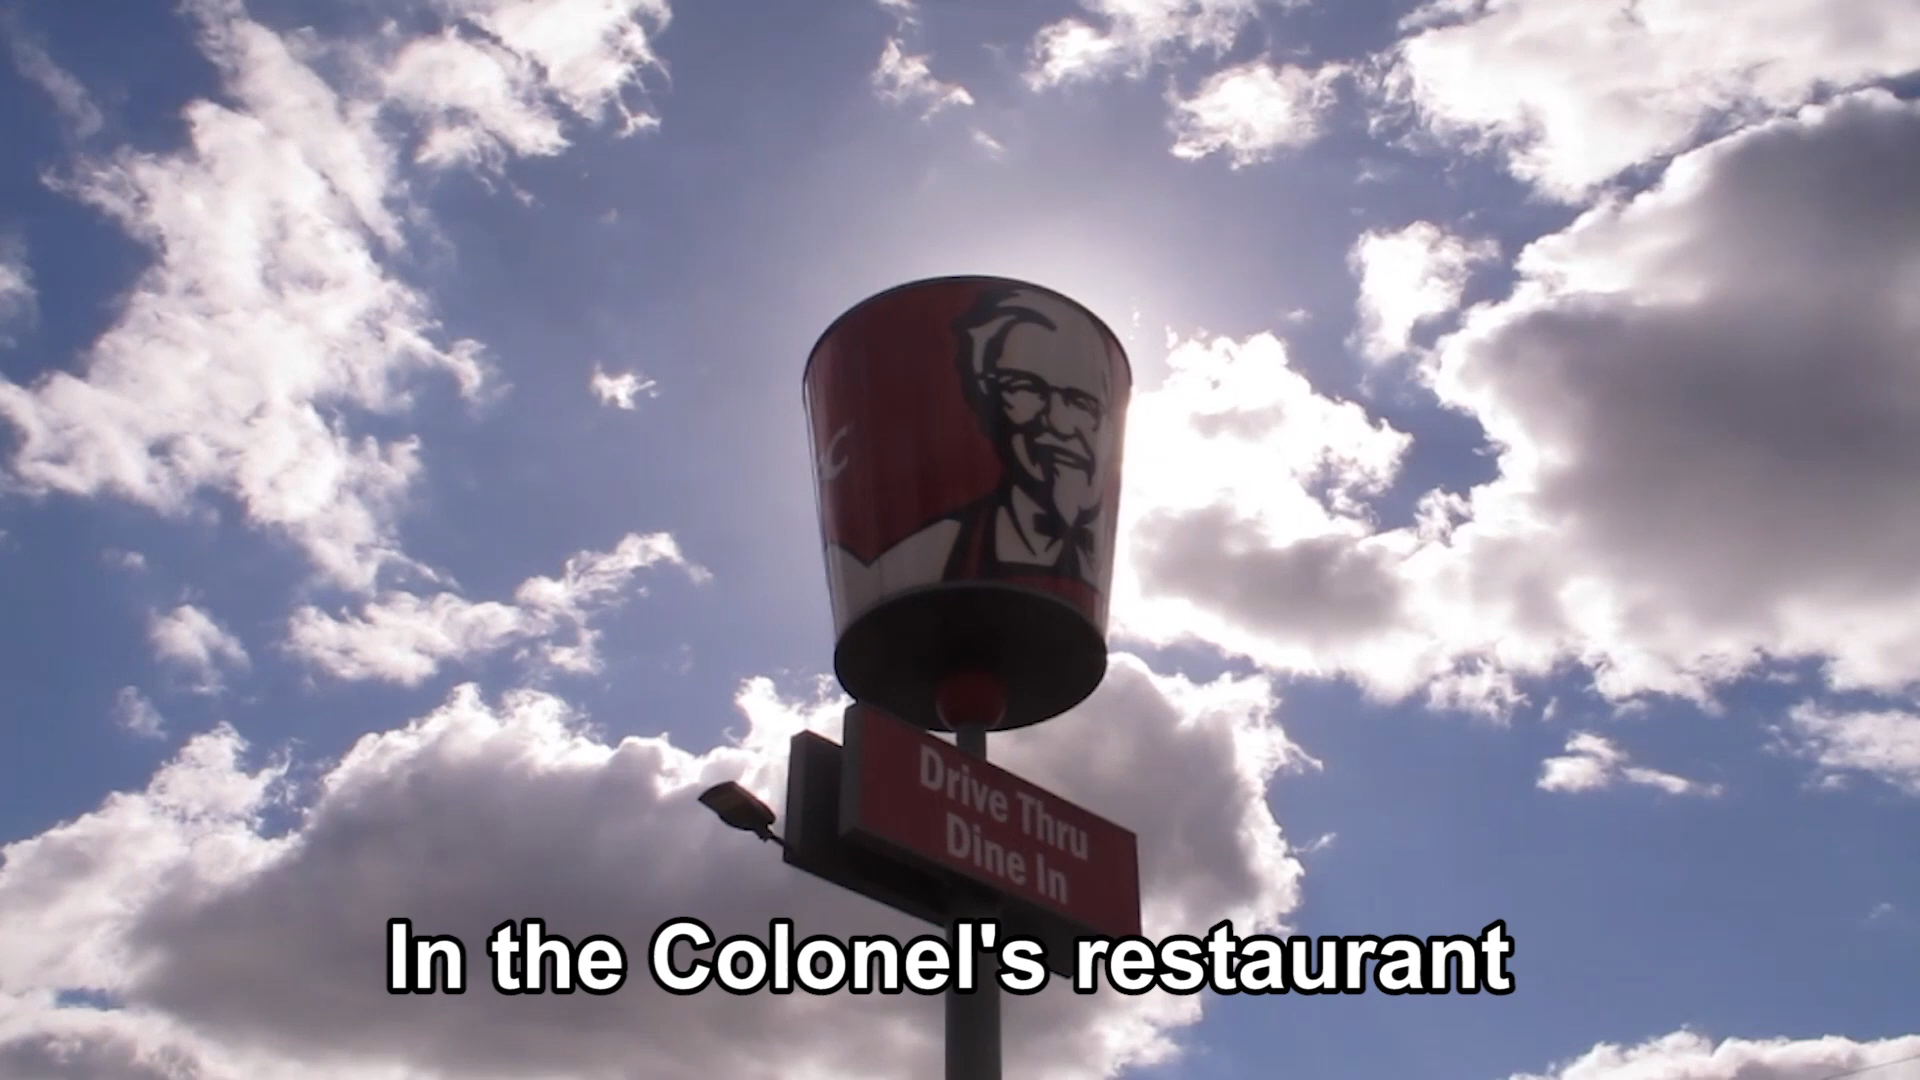 Drive Thru
Dine In
In the Colonel's restaurant